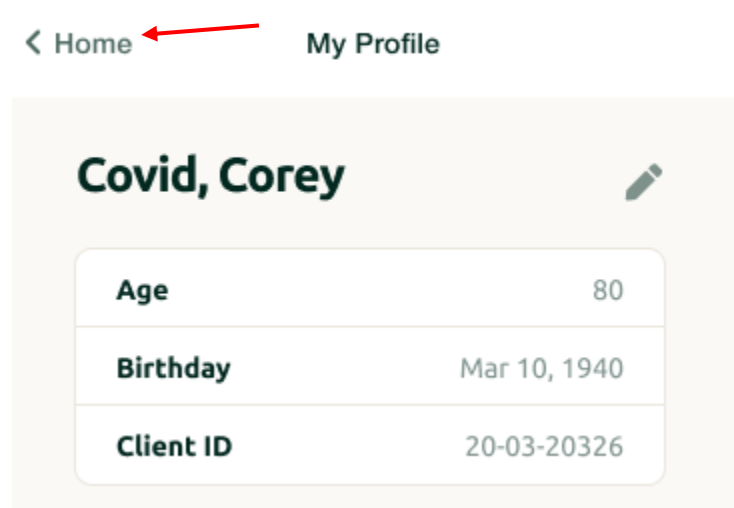 Home My Profile
Covid, Corey
Age 80
Birthday Mar 10, 1940
Client ID 20-03-20326